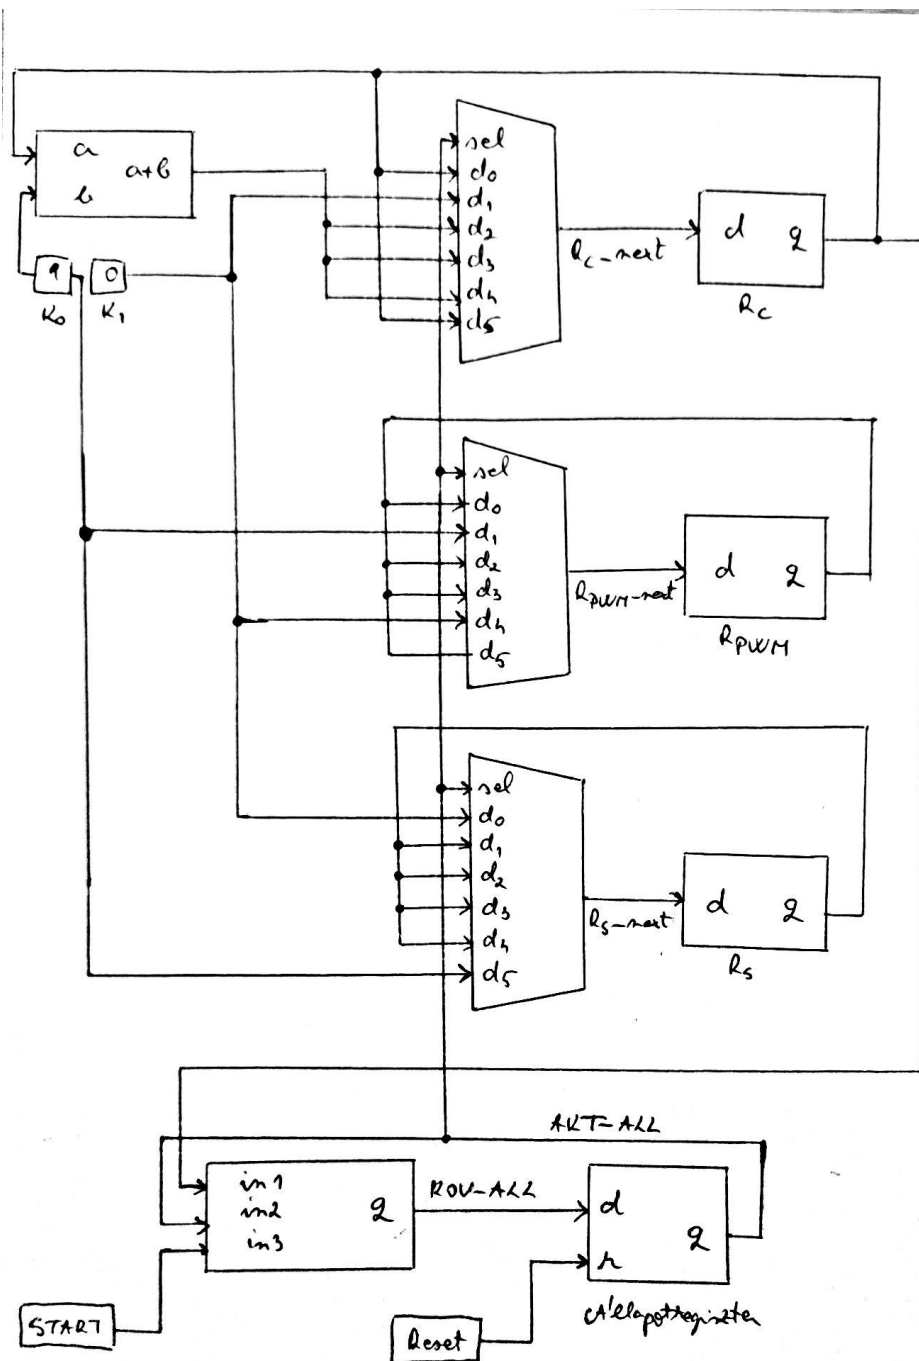 a
b
a+b
sel
d0
d1
d2
d3
d4
d5
RC-next
d q
RC
1
0
K0
K1
sel
d0
d1
d2
d3
d4
d5
RPWM-next
d q
RPWM
sel
d0
d1
d2
d3
d4
d5
RS-next
d q
RS
AKT-ALL
in1
in2
in3
q
ROV-ALL
d
r
q
START
Reset
Állapotregiszter